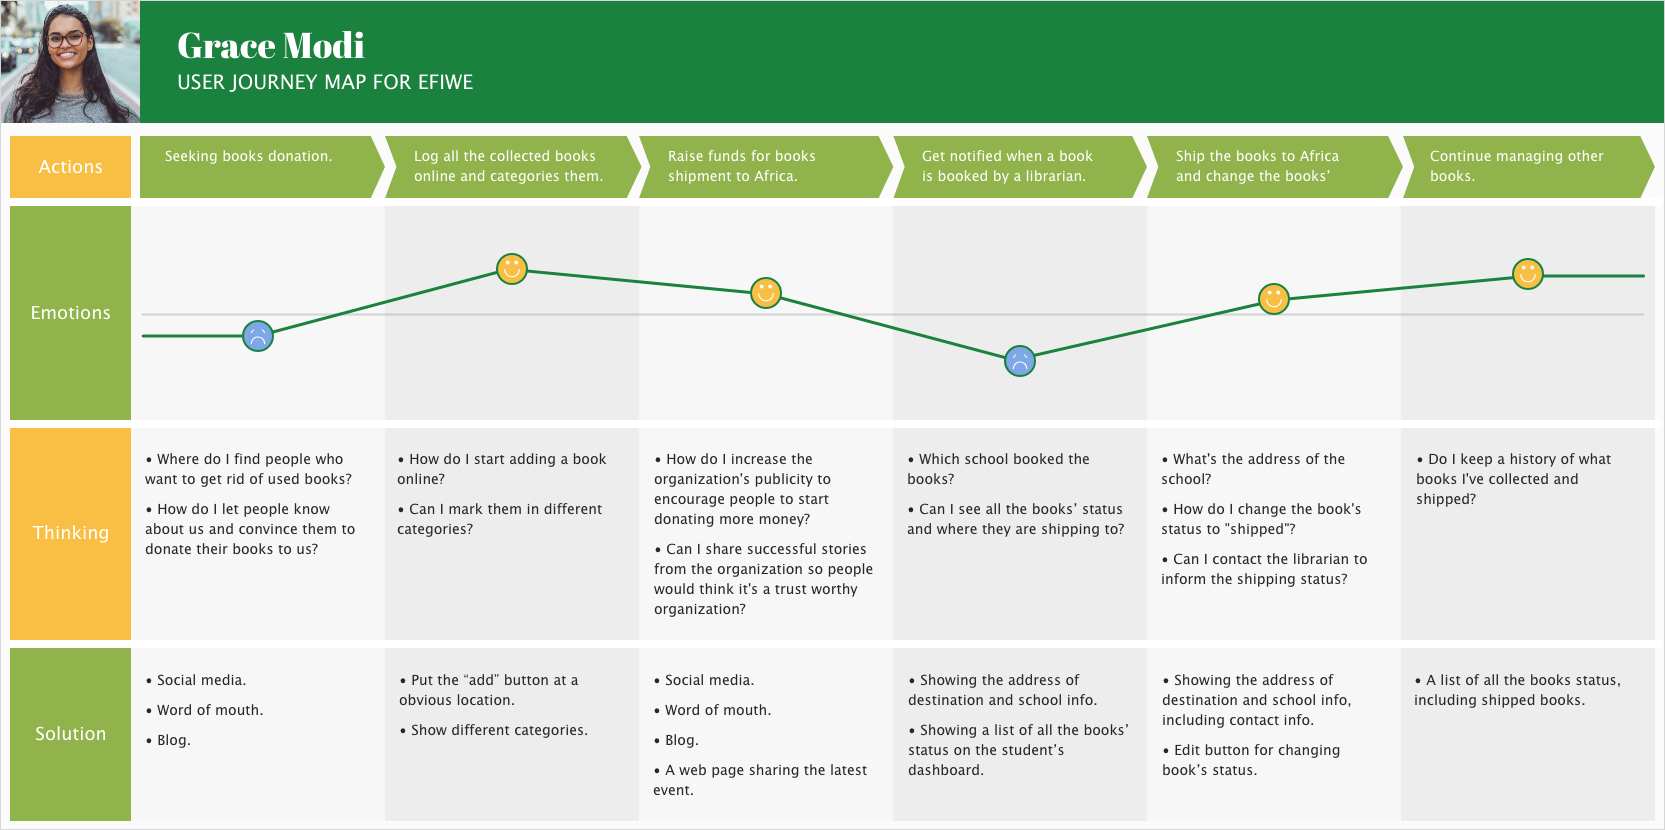 Grace Modi
USER JOURNEY MAP FOR EFIWE
Actions
Seeking books donation.
Log all the collected books
online and categories them.
Raise funds for books
shipment to Africa.
Get notified when a book
is booked by a librarian.
Ship the books to Africa
and change the books’
Continue managing other
books.
Emotions
Thinking
• Where do I find people who
want to get rid of used books?
• How do I let people know
about us and convince them to
donate their books to us?
• How do I start adding a book
online?
• Can I mark them in different
categories?
• How do I increase the
organization's publicity to
encourage people to start
donating more money?
• Can I share successful stories
from the organization so people
would think it's a trust worthy
organization?
• Which school booked the
books?
• Can I see all the books’ status
and where they are shipping to?
• What's the address of the
school?
• How do I change the book's
status to "shipped"?
• Can I contact the librarian to
inform the shipping status?
• Do I keep a history of what
books I've collected and
shipped?
Solution
• Social media.
• Word of mouth.
• Blog.
• Put the “add” button at a
obvious location.
• Show different categories.
• Social media.
• Word of mouth.
• Blog.
• A web page sharing the latest
event.
• Showing the address of
destination and school info.
• Showing a list of all the books’
status on the student’s
dashboard.
• Showing the address of
destination and school info,
including contact info.
• Edit button for changing
book’s status.
• A list of all the books status,
including shipped books.